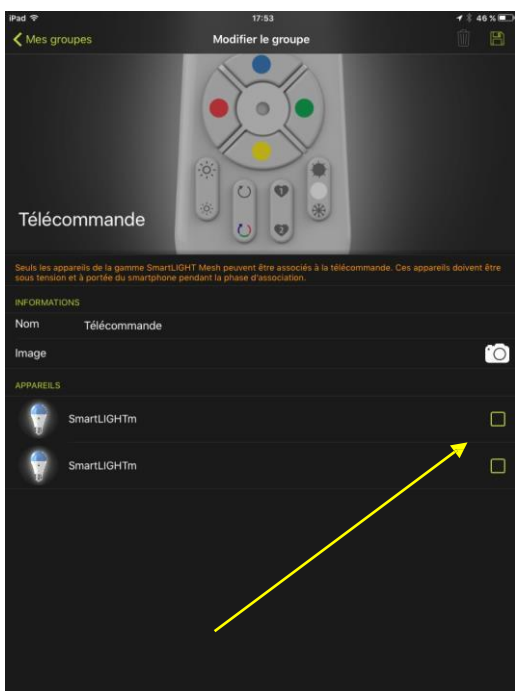 iPad 17:53 46 %
Mes groupes Modifier le groupe
1
2
Télécommande
Seuls les appareils de la gamme SmartLIGHT Mesh peuvent être associés à la télécommande. Ces appareils doivent être
sous tension et à portée du smartphone pendant la phase d'association.
INFORMATIONS
Nom Télécommande
Image
APPAREILS
SmartLIGHTm
SmartLIGHTm